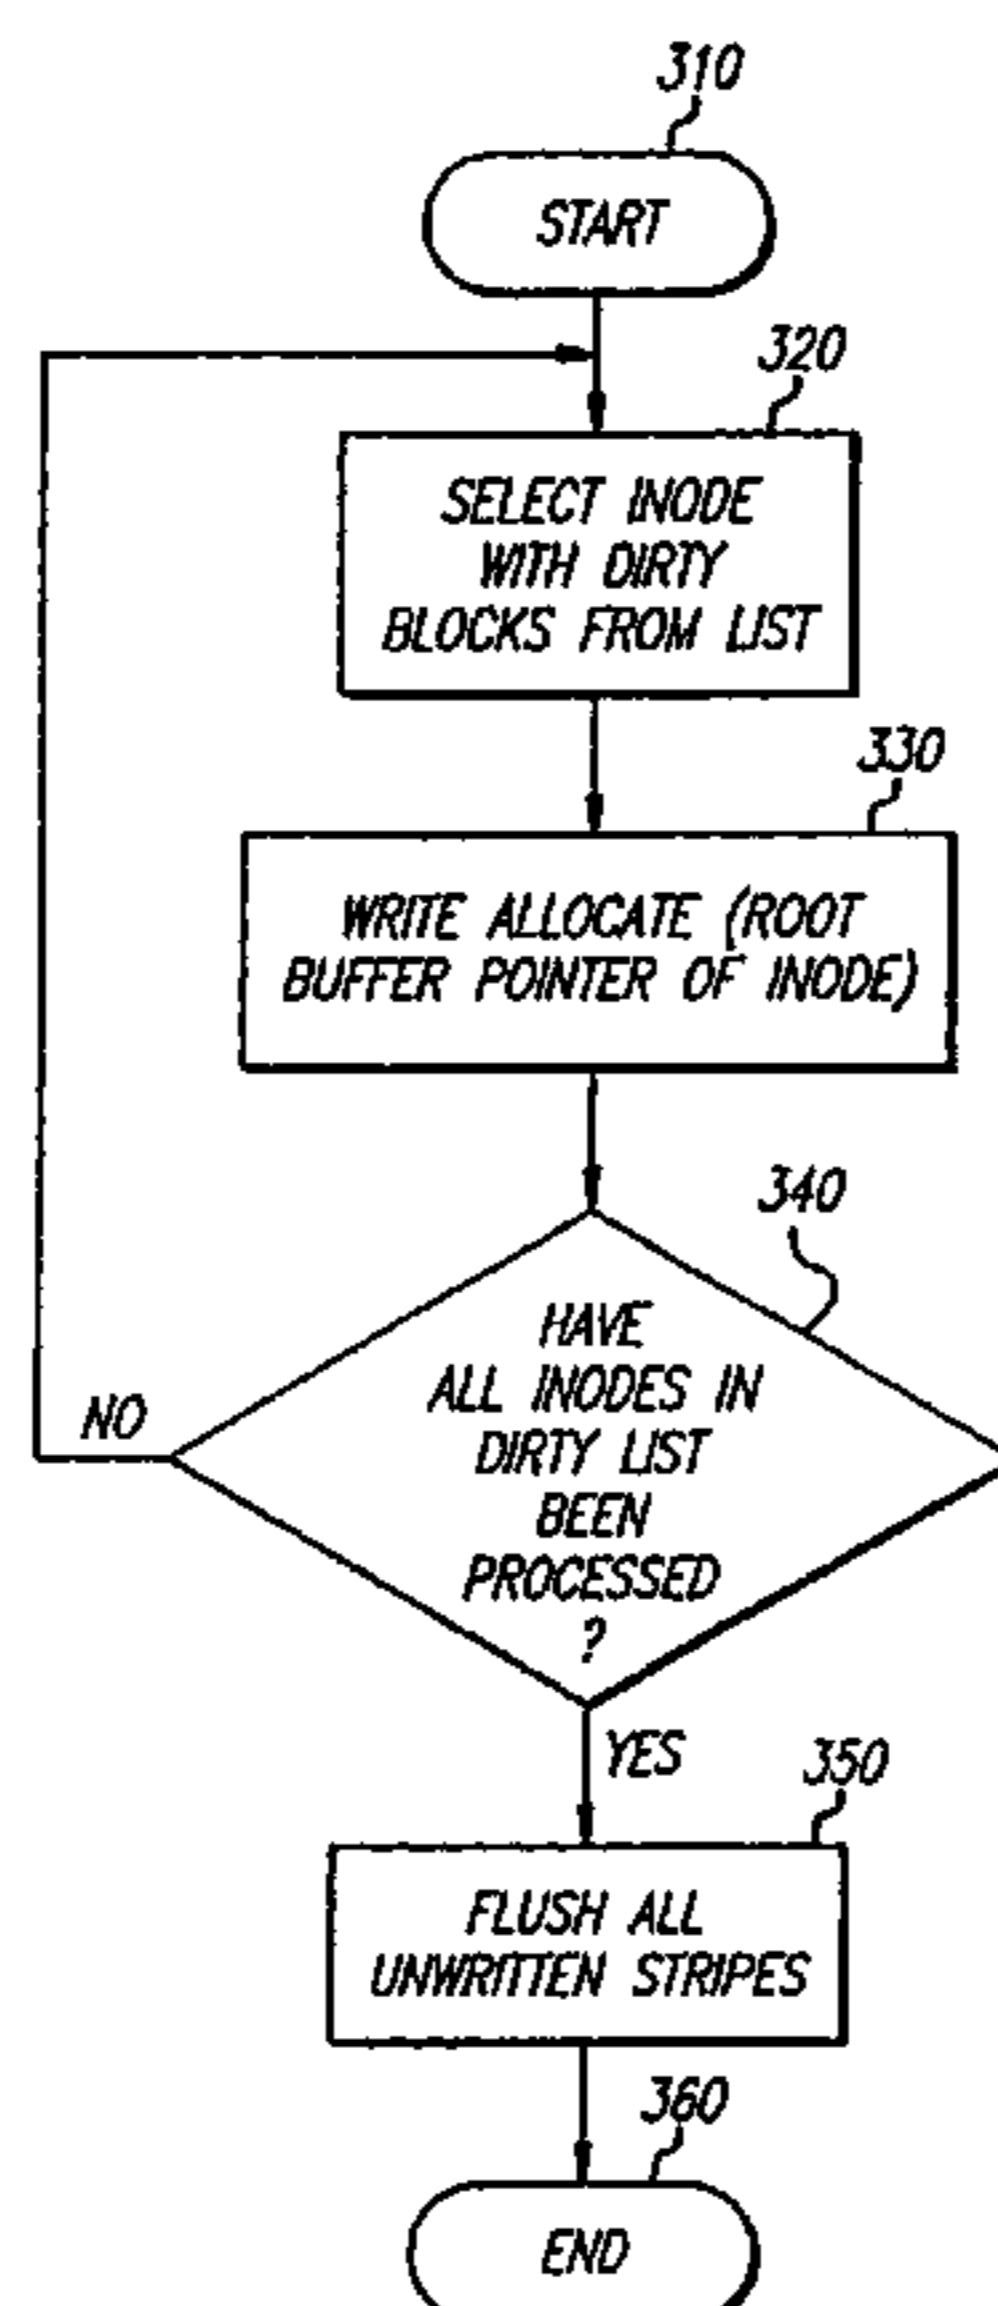 310
START
320
SELECT INODE
WITH DIRTY
BLOCKS FROM LIST
330
WRITE ALLOCATE (ROOT
BUFFER POINTER OF INODE)
340
HAVE
ALL INODES IN
DIRTY LIST
BEEN
PROCESSED
?
NO
YES
350
FLUSH ALL
UNWRITTEN STRIPES
360
END